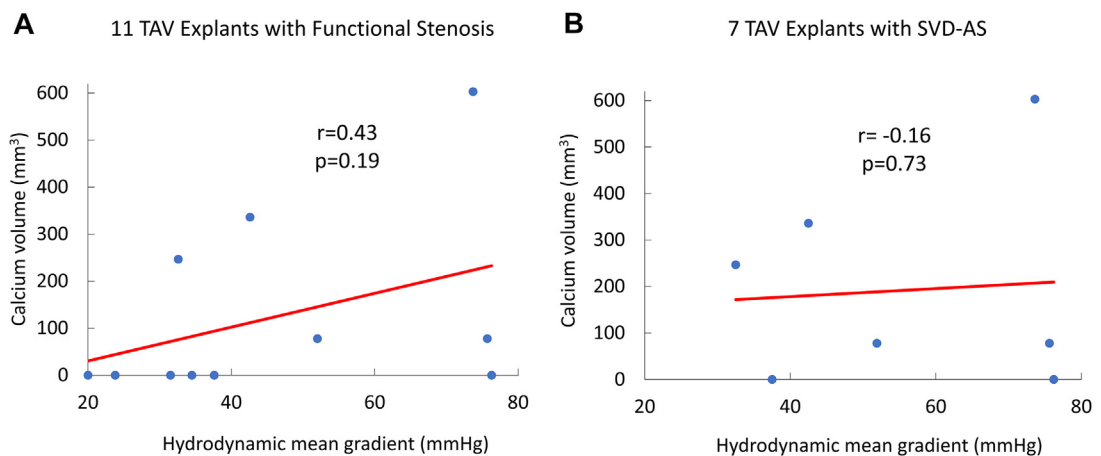 A
11 TAV Explants with Functional Stenosis
600
500
400
300
200
100
0
Calcium volume (mm³)
r=0.43
p=0.19
20
40
60
80
Hydrodynamic mean gradient (mmHg)
B
7 TAV Explants with SVD-AS
600
500
400
300
200
100
0
Calcium volume (mm³)
r= -0.16
p=0.73
20
40
60
80
Hydrodynamic mean gradient (mmHg)